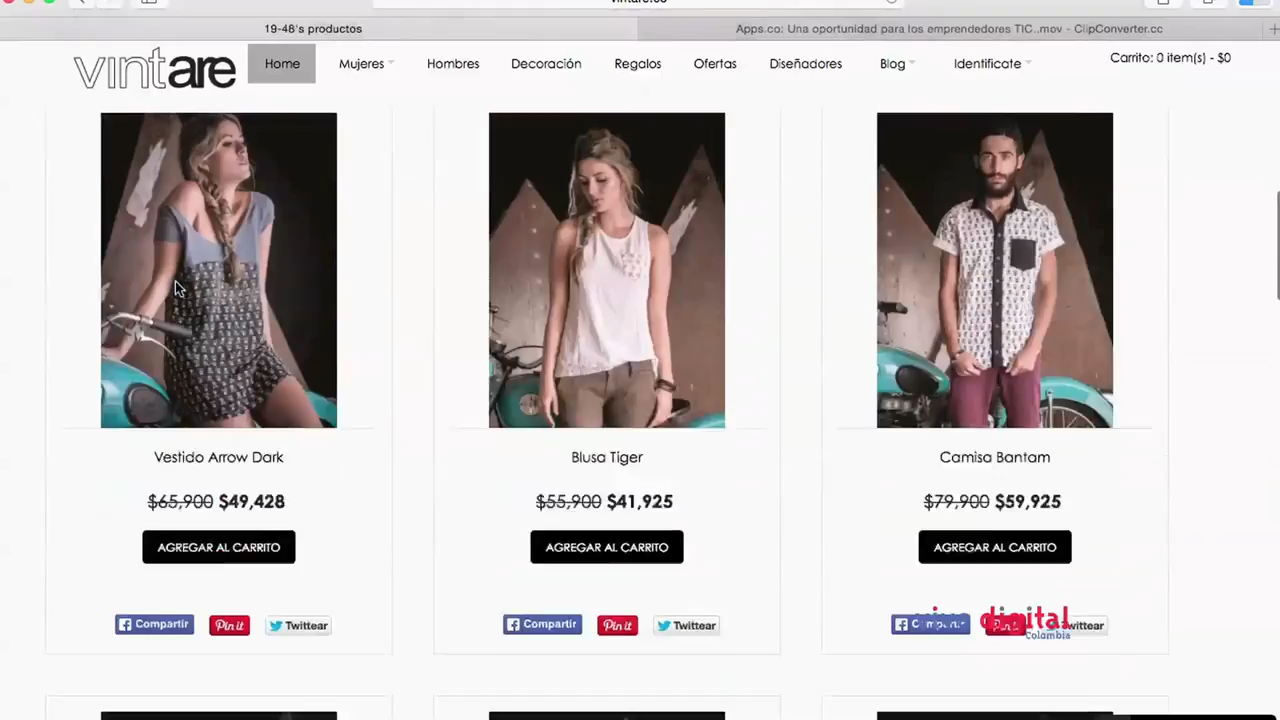 vintare.co
19-48's productos
Apps.co: Una oportunidad para los emprendedores TIC..mov - ClipConverter.cc
vintare
Home
Mujeres
Hombres
Decoración
Regalos
Ofertas
Diseñadores
Blog
Identificate
Carrito: 0 item(s) - $0
Vestido Arrow Dark
Blusa Tiger
Camisa Bantam
$65,900 $49,428
$55,900 $41,925
$79,900 $59,925
AGREGAR AL CARRITO
AGREGAR AL CARRITO
AGREGAR AL CARRITO
Compartir
Pin it
Twittear
Compartir
Pin it
Twittear
digital
Colombia